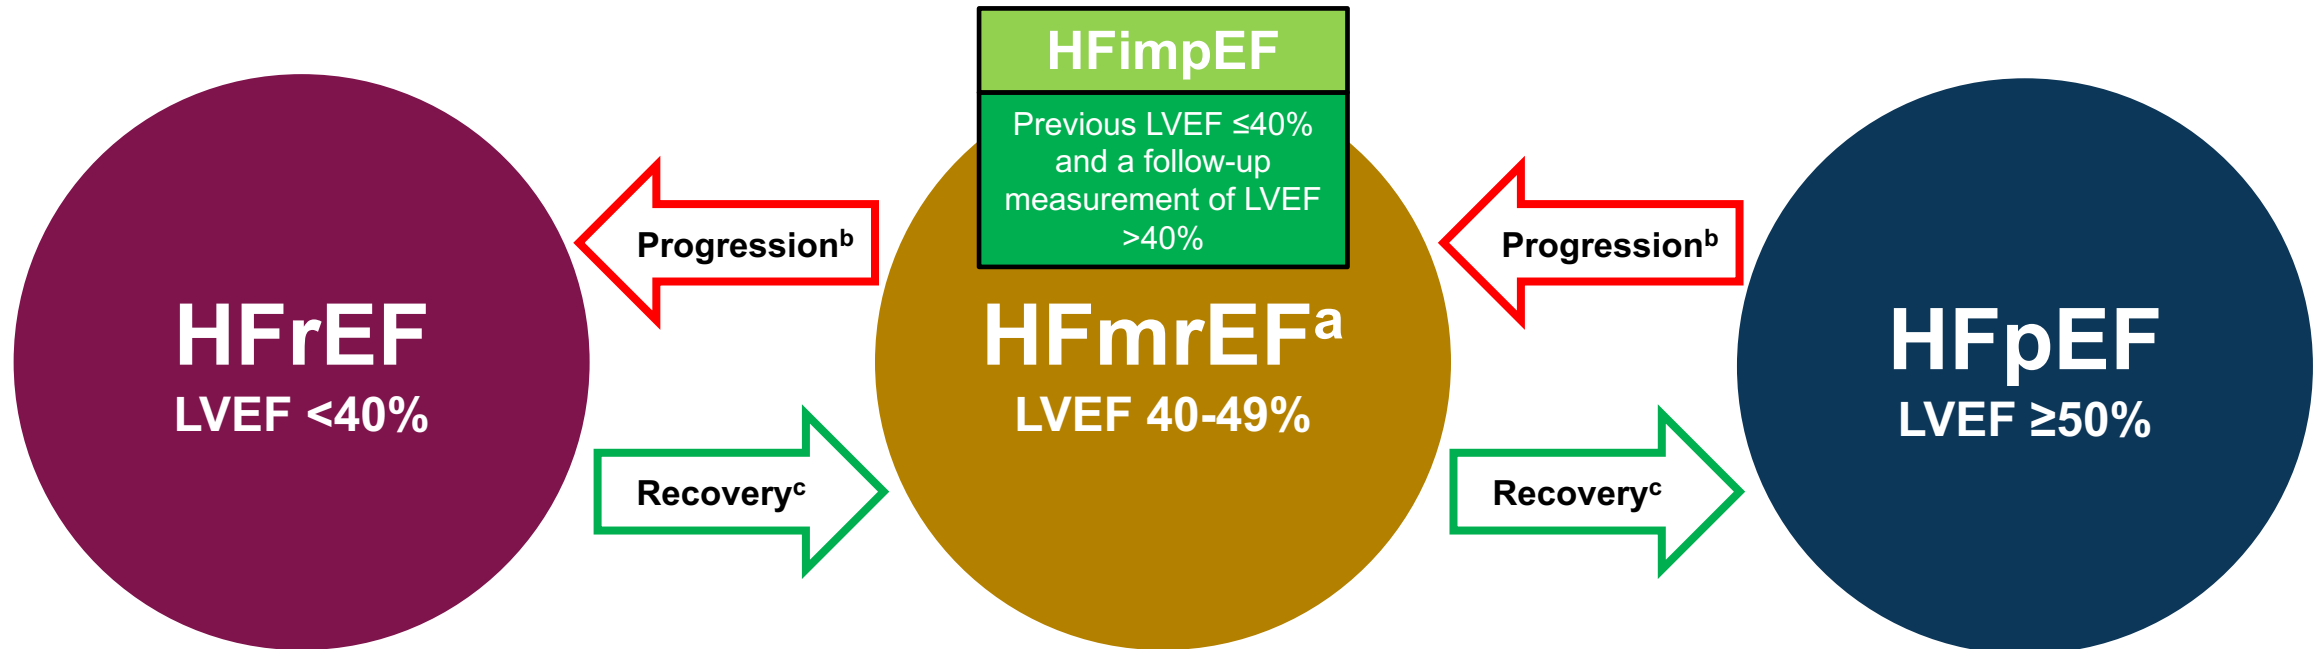 HFimpEF
Previous LVEF ≤40%
and a follow-up
measurement of LVEF
>40%
Progressionᵇ
Progressionᵇ
HFrEF
LVEF <40%
HFmrEFᵃ
LVEF 40-49%
HFpEF
LVEF ≥50%
Recoveryᶜ
Recoveryᶜ